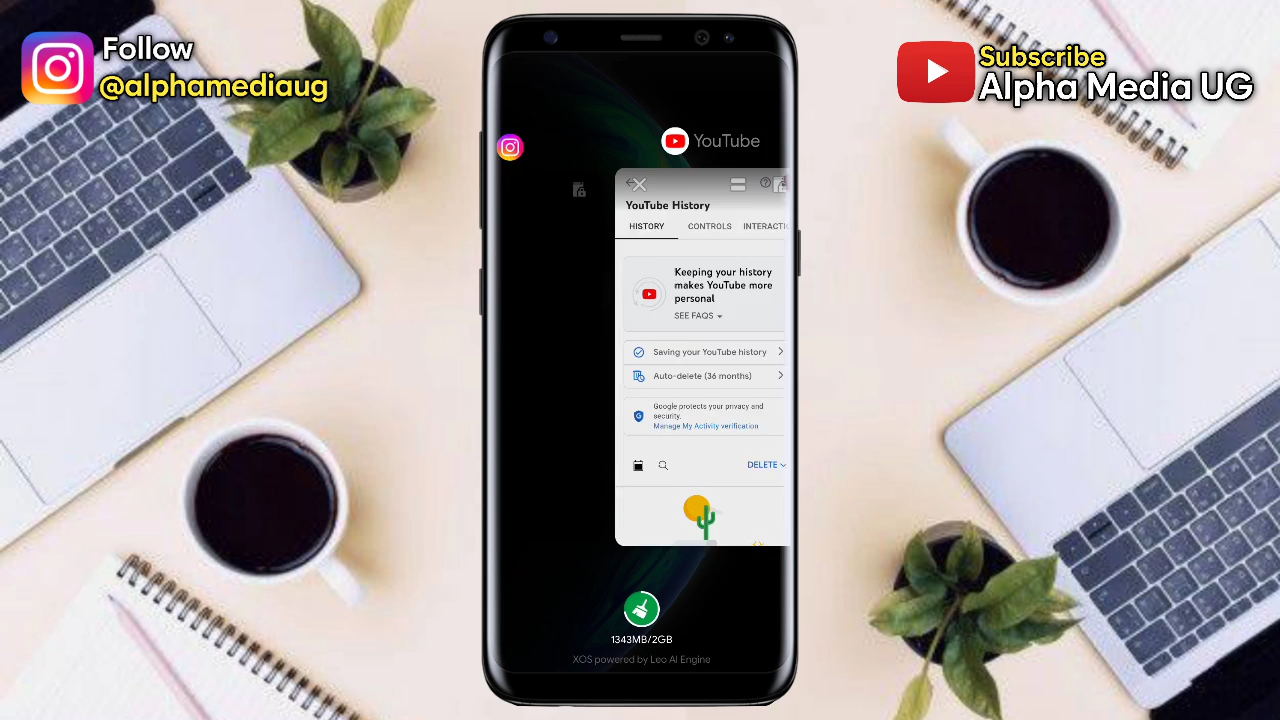 Follow
@alphamediaug
Subscribe
Alpha Media UG
YouTube
YouTube History
HISTORY
CONTROLS
Keeping your history
makes YouTube more
personal
SEE FAQS
Saving your YouTube history
Auto-delete (36 months)
Google protects your privacy and
security.
Manage My Activity verification
DELETE
1343MB/2GB
XOS powered by Leo AI Engine